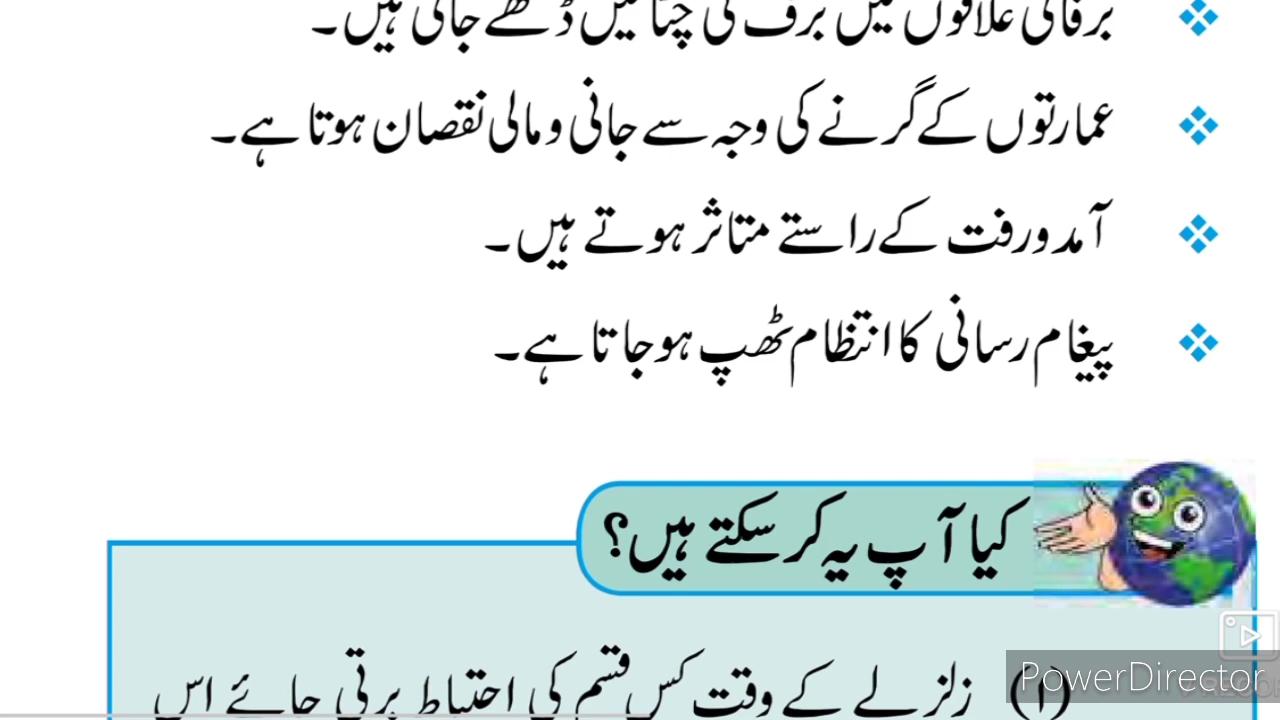 برفانی علاقوں میں برف کی چٹانیں ڈھے جاتی ہیں۔
عمارتوں کے گرنے کی وجہ سے جانی و مالی نقصان ہوتا ہے۔
آمدورفت کے راستے متاثر ہوتے ہیں۔
پیغام رسانی کا انتظام ٹھپ ہوجاتا ہے۔
کیا آپ یہ کر سکتے ہیں؟
(۱) زلزلے کے وقت کس قسم کی احتیاط برتی جائے اس
PowerDirector